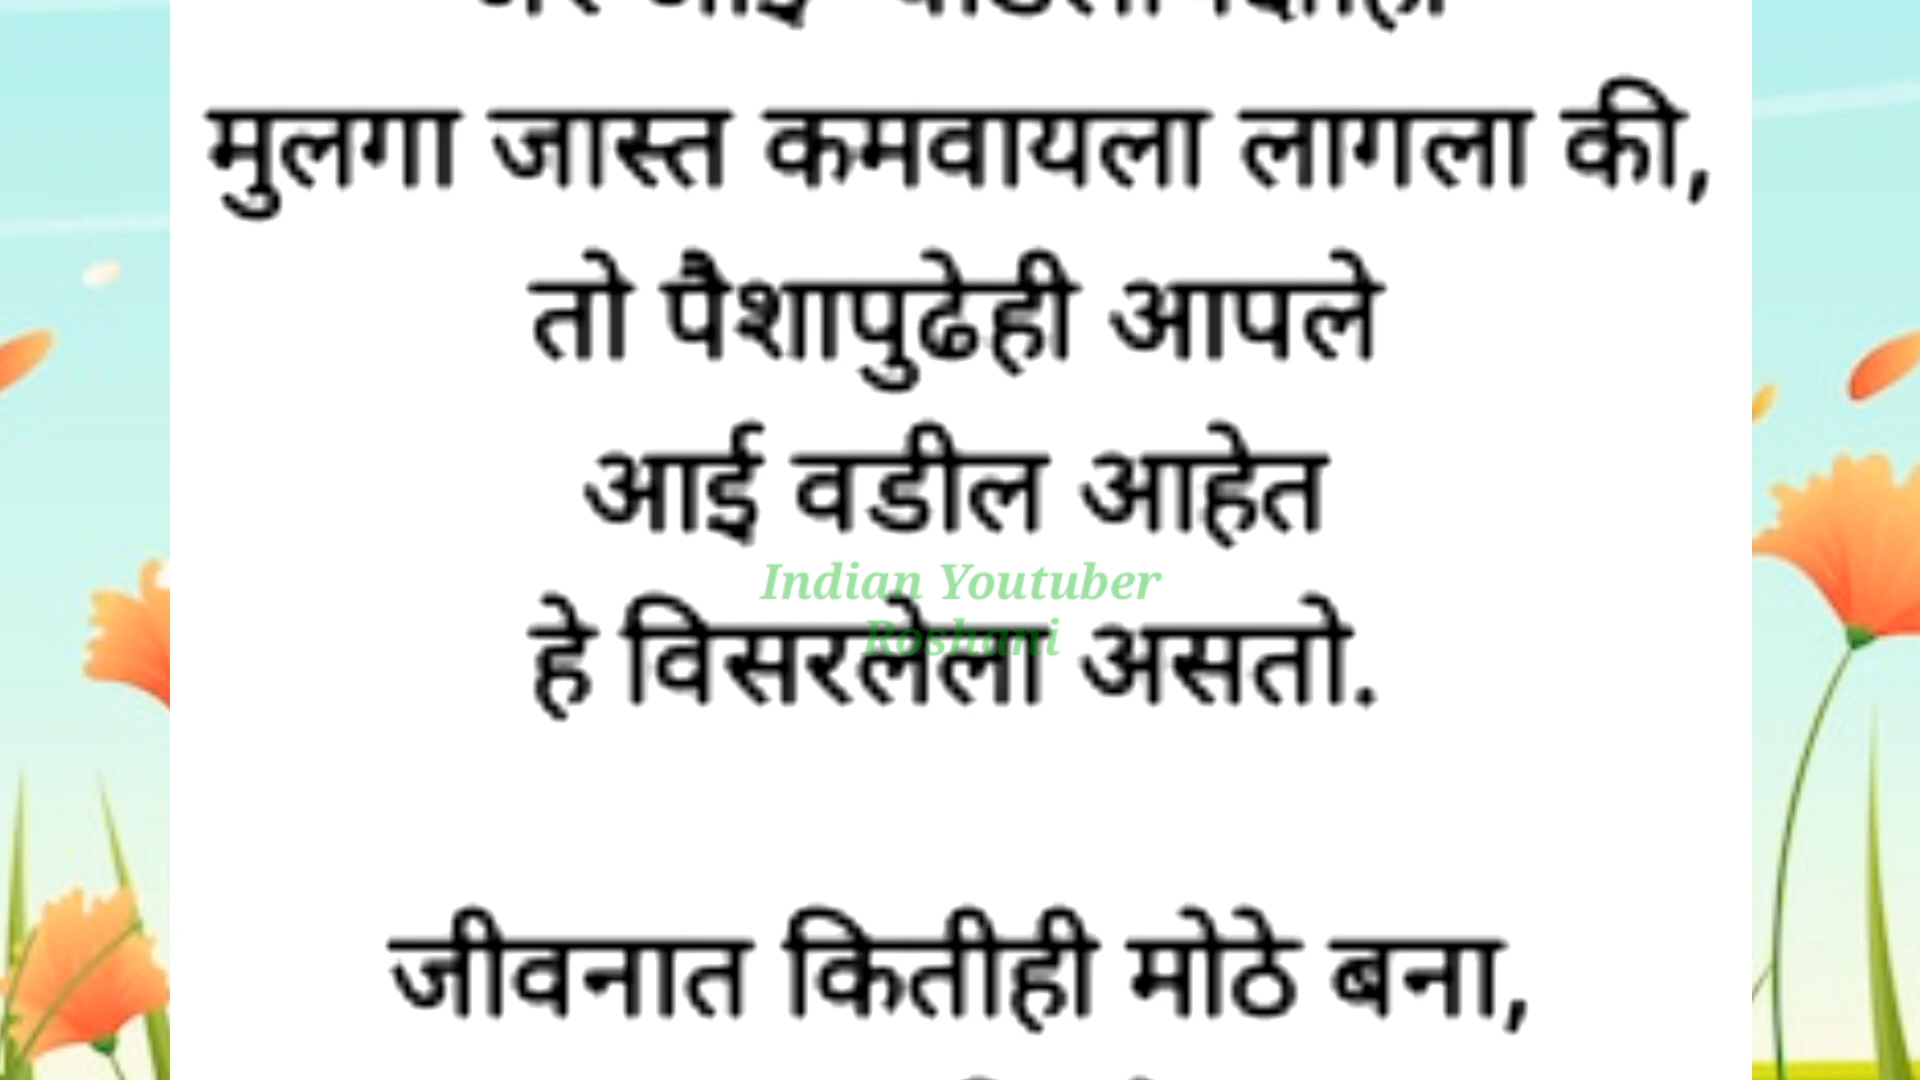 मुलगा जास्त कमवायला लागला की,
तो पैशापुढेही आपले
आई वडील आहेत
Indian Youtuber
Roshani
हे विसरलेला असतो.
जीवनात कितीही मोठे बना,